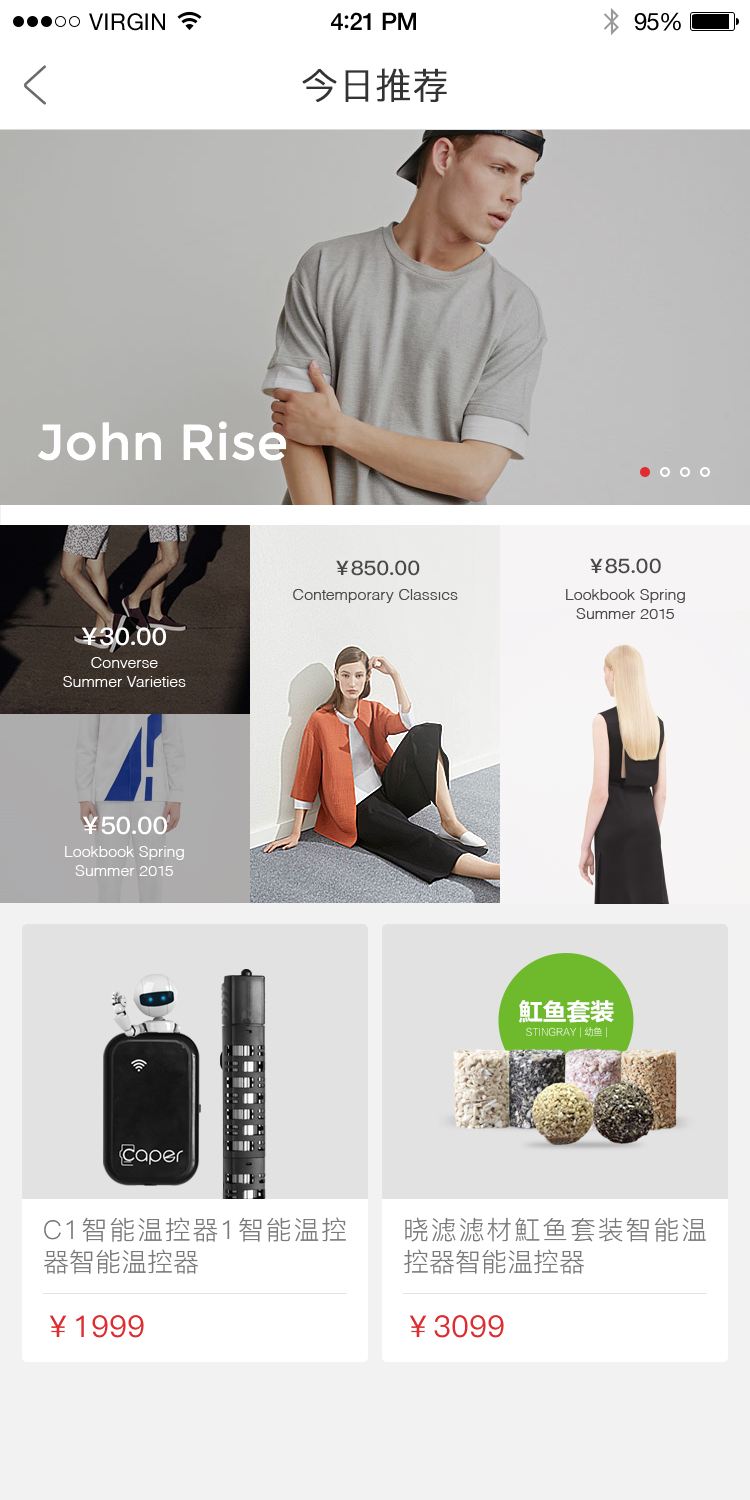 VIRGIN
4:21 PM
95%
今日推荐
John Rise
¥30.00
Converse
Summer Varieties
¥850.00
Contemporary Classics
¥85.00
Lookbook Spring
Summer 2015
¥50.00
Lookbook Spring
Summer 2015
Caper
魟鱼套装
STINGRAY | 幼鱼 |
C1智能温控器1智能温控
器智能温控器
¥1999
晓滤滤材魟鱼套装智能温
控器智能温控器
¥3099